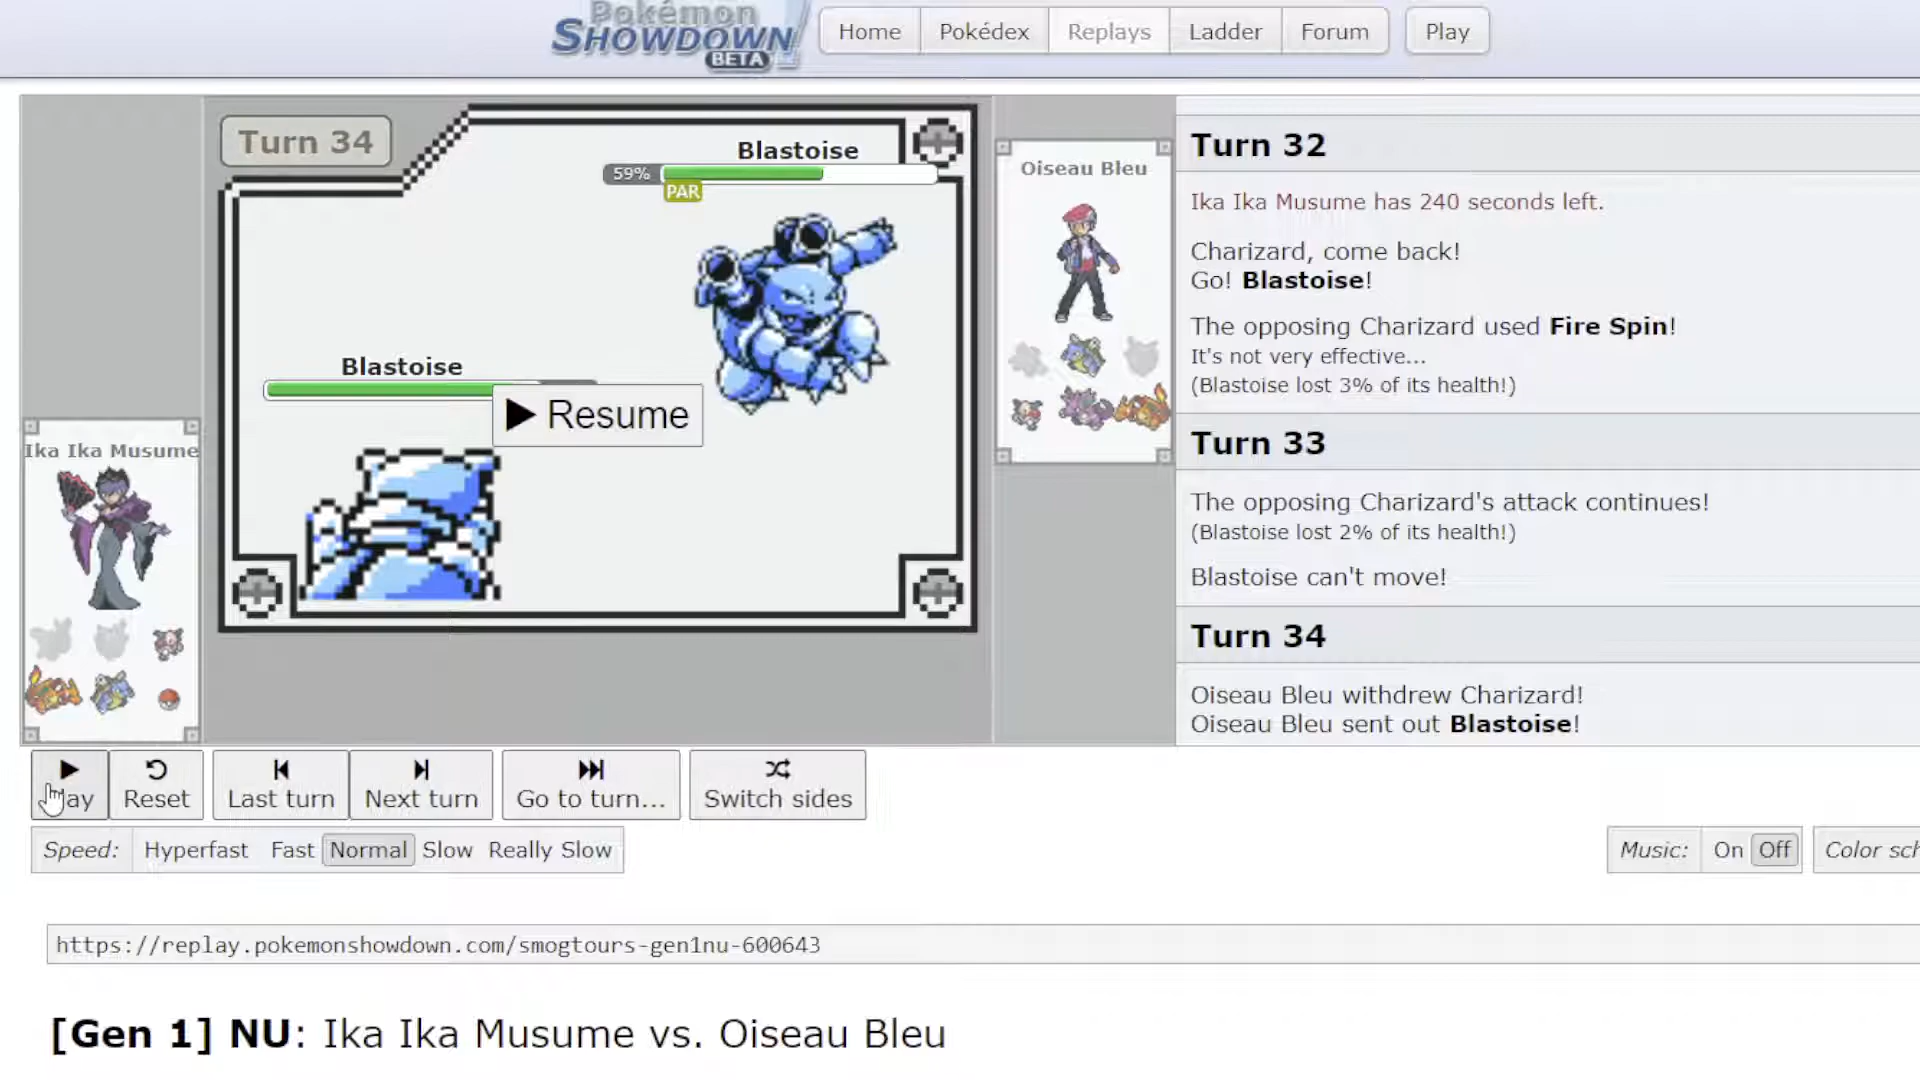 Pokémon
SHOWDOWN
BETA
Home
Pokédex
Replays
Ladder
Forum
Play
Turn 34
Blastoise
59%
PAR
Blastoise
Resume
Ika Ika Musume
Oiseau Bleu
Turn 32
Ika Ika Musume has 240 seconds left.
Charizard, come back!
Go! Blastoise!
The opposing Charizard used Fire Spin!
It's not very effective...
(Blastoise lost 3% of its health!)
Turn 33
The opposing Charizard's attack continues!
(Blastoise lost 2% of its health!)
Blastoise can't move!
Turn 34
Oiseau Bleu withdrew Charizard!
Oiseau Bleu sent out Blastoise!
Reset
Last turn
Next turn
Go to turn...
Switch sides
Speed: Hyperfast Fast Normal Slow Really Slow
Music: On Off
Color sch
https://replay.pokemonshowdown.com/smogtours-gen1nu-600643
[Gen 1] NU: Ika Ika Musume vs. Oiseau Bleu